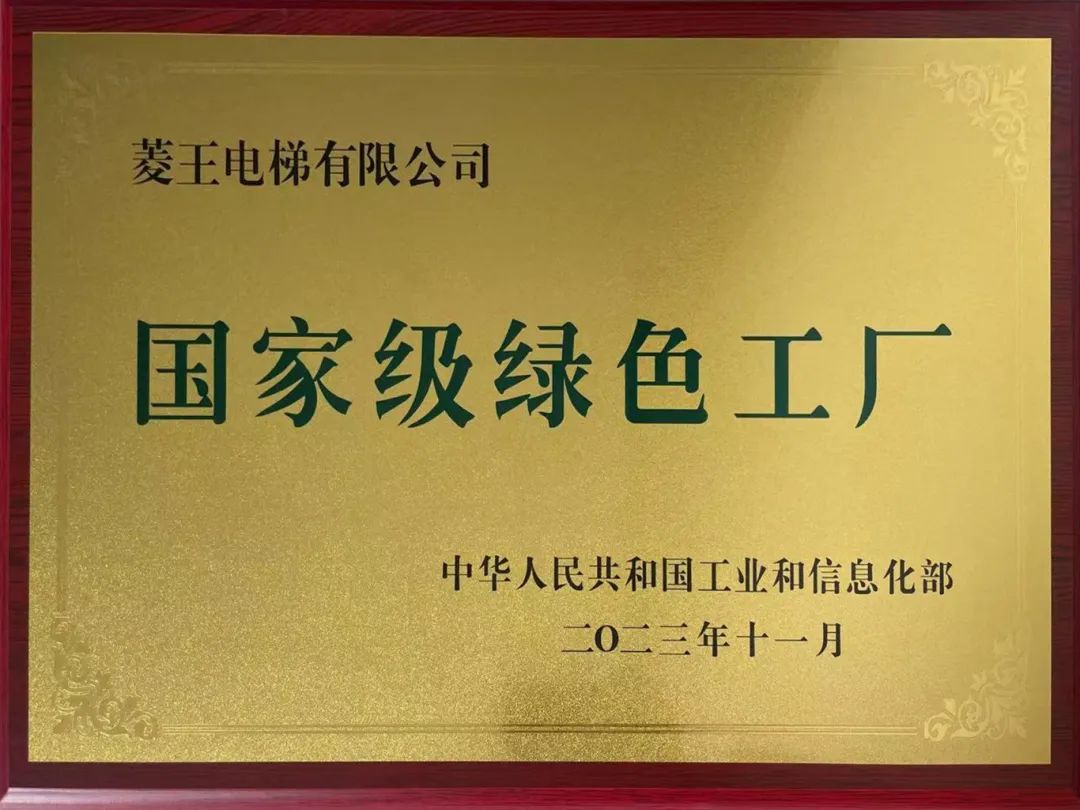 菱王电梯有限公司
国家级绿色工厂
中华人民共和国工业和信息化部
二O二三年十一月